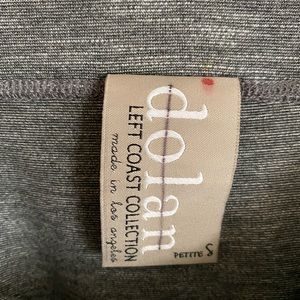 dolan
LEFT COAST COLLECTION
made in los angeles
PETITE S